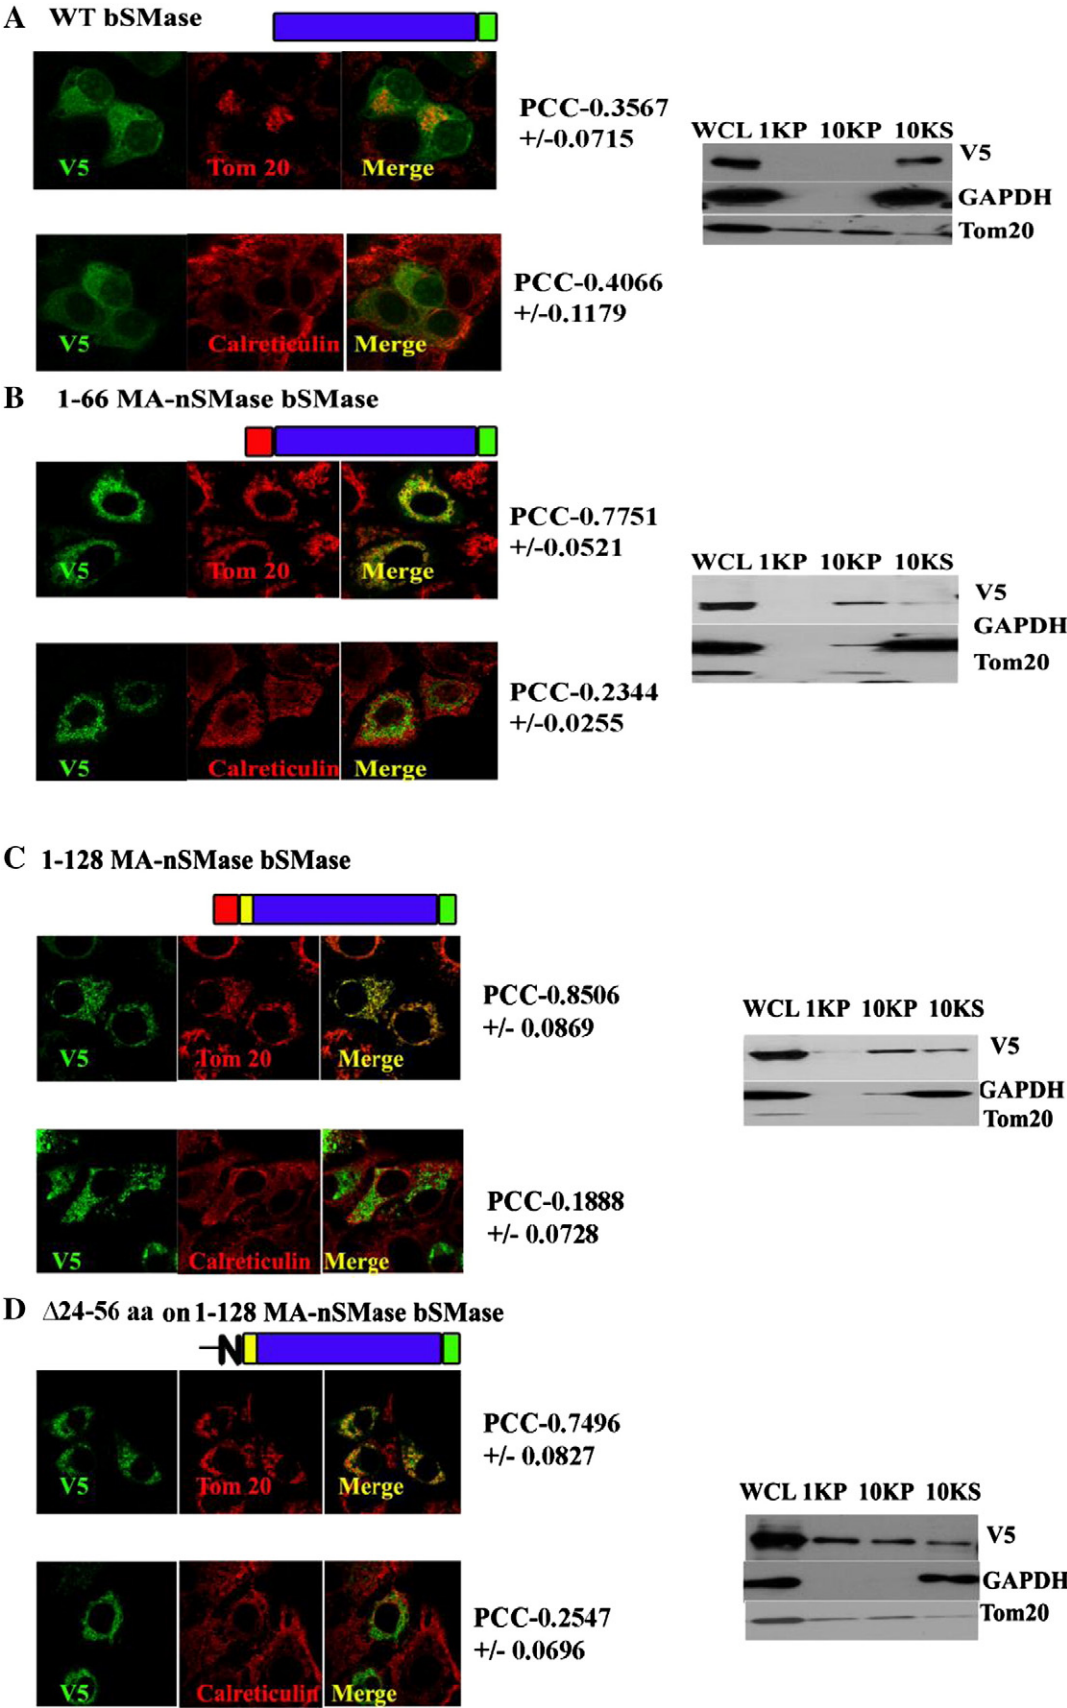 A WT bSMase
V5 Tom 20 Merge
PCC-0.3567
+/-0.0715
WCL 1KP 10KP 10KS
V5
GAPDH
Tom20
V5 Calreticulin Merge
PCC-0.4066
+/-0.1179
B 1-66 MA-nSMase bSMase
V5 Tom 20 Merge
PCC-0.7751
+/-0.0521
WCL 1KP 10KP 10KS
V5
GAPDH
Tom20
V5 Calreticulin Merge
PCC-0.2344
+/-0.0255
C 1-128 MA-nSMase bSMase
V5 Tom 20 Merge
PCC-0.8506
+/- 0.0869
WCL 1KP 10KP 10KS
V5
GAPDH
Tom20
V5 Calreticulin Merge
PCC-0.1888
+/- 0.0728
D Δ24-56 aa on 1-128 MA-nSMase bSMase
N
V5 Tom 20 Merge
PCC-0.7496
+/- 0.0827
WCL 1KP 10KP 10KS
V5
GAPDH
Tom20
V5 Calreticulin Merge
PCC-0.2547
+/- 0.0696